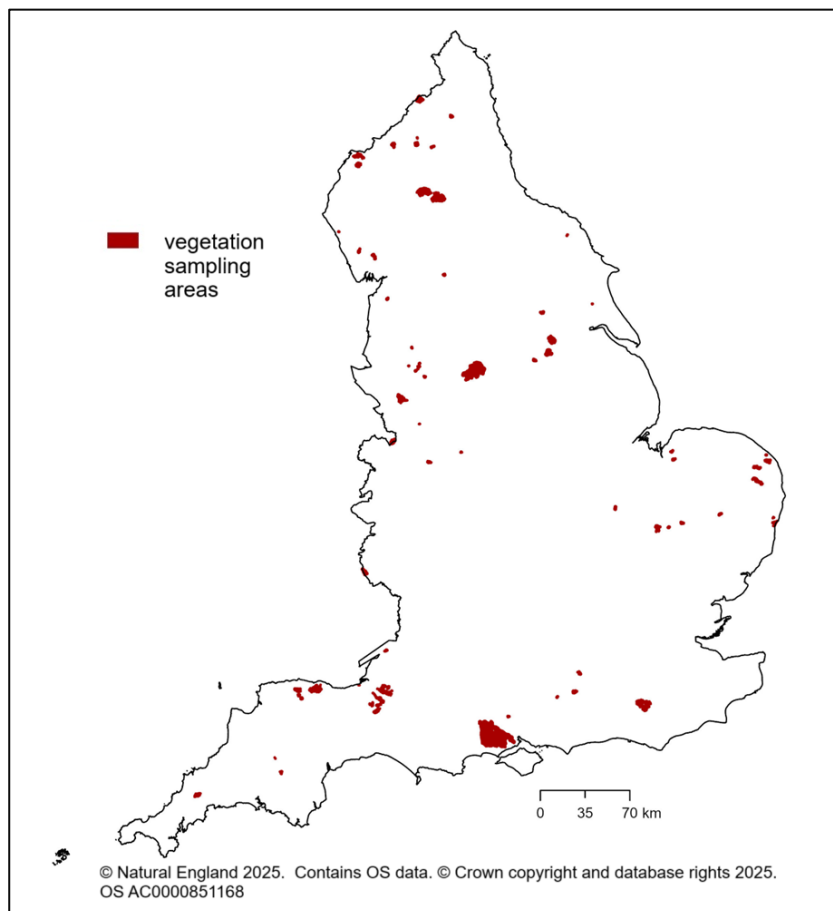 vegetation
sampling
areas
0 35 70 km
© Natural England 2025.  Contains OS data. © Crown copyright and database rights 2025.
OS AC0000851168